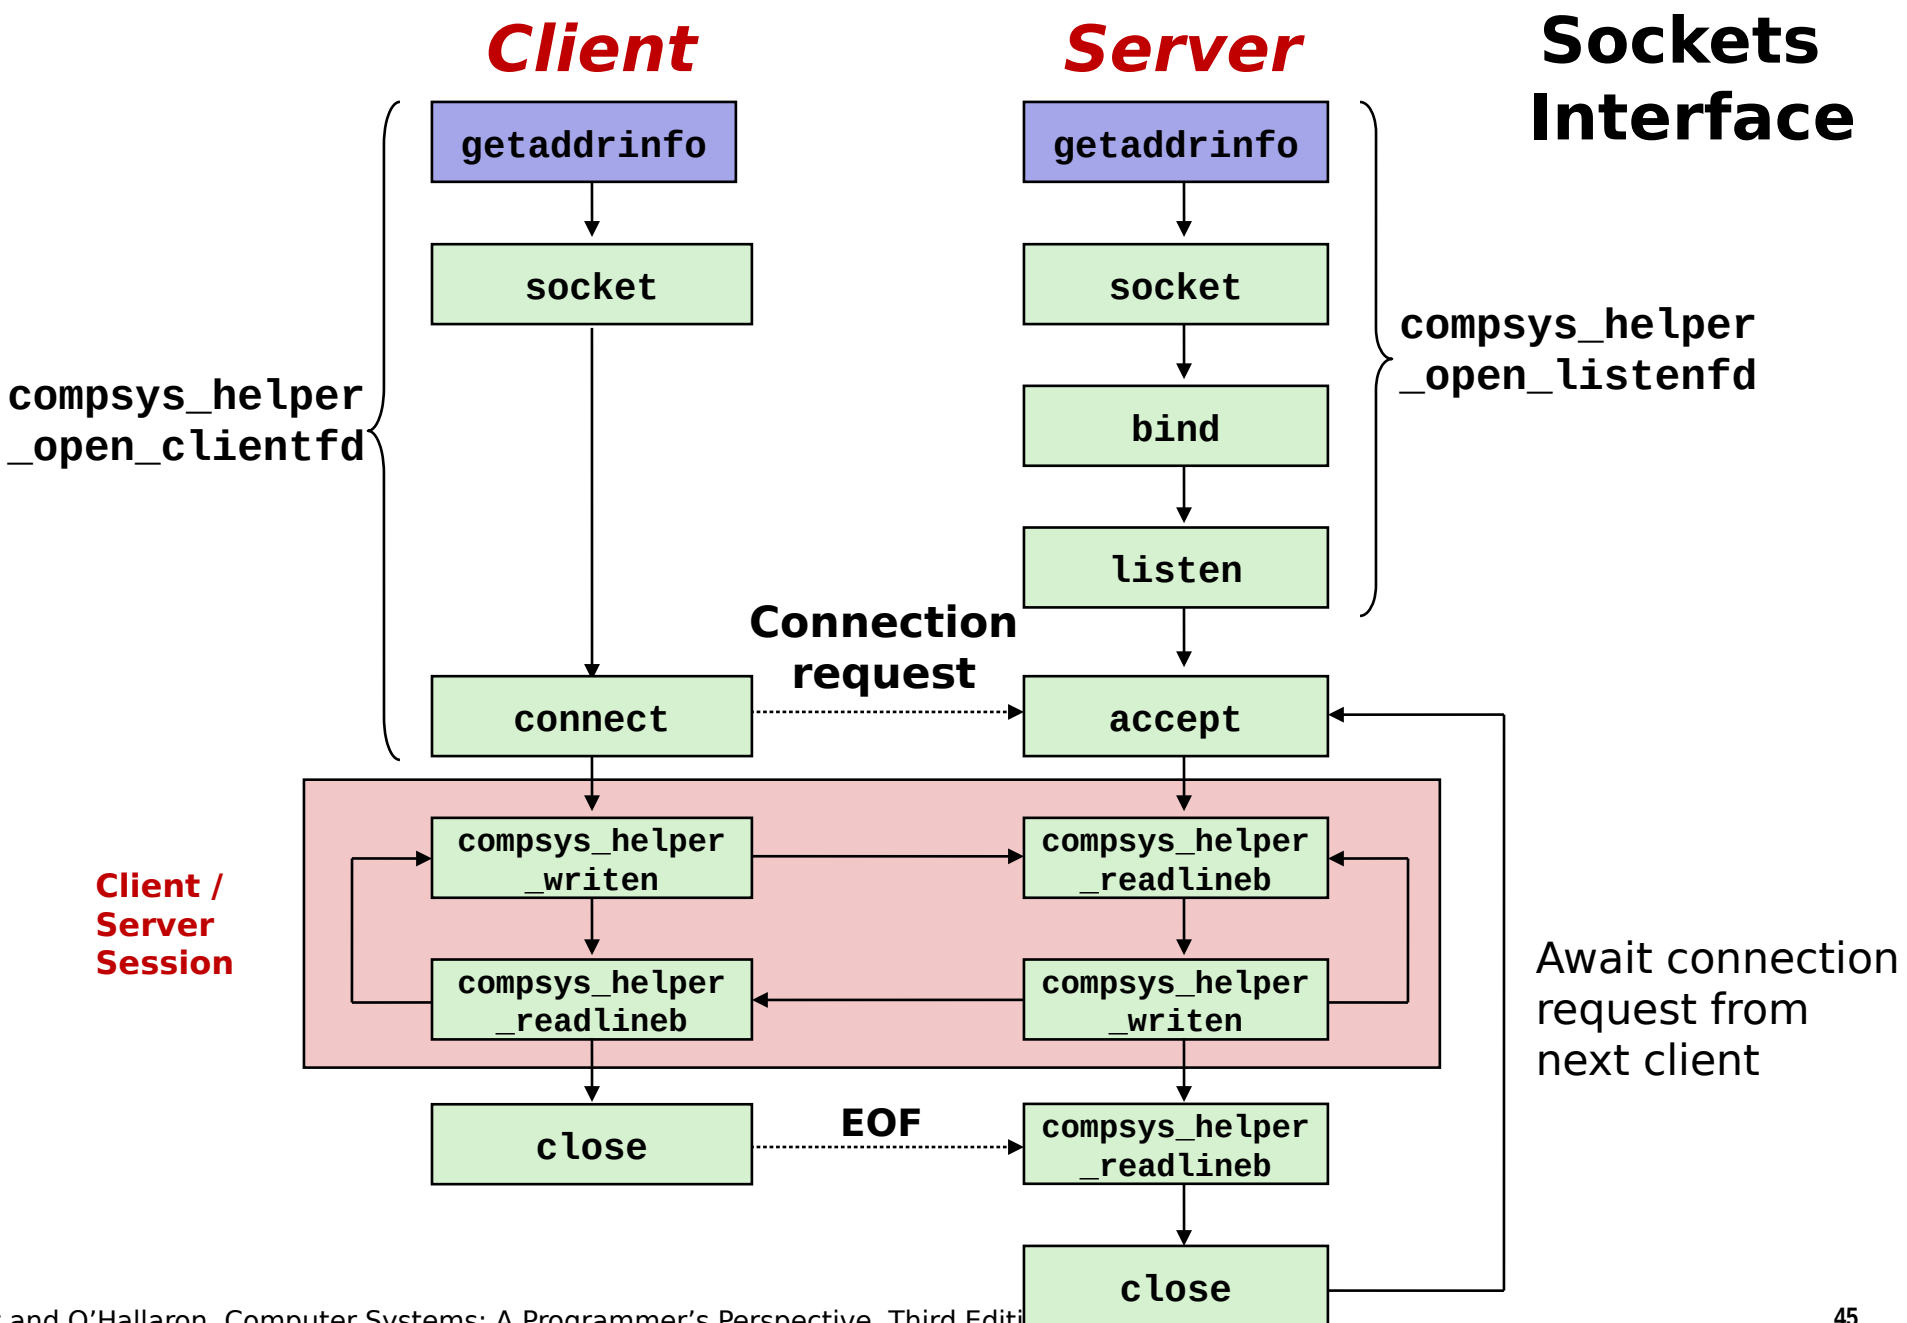 Client
Server
Sockets
Interface
getaddrinfo
getaddrinfo
socket
socket
compsys_helper
_open_listenfd
compsys_helper
_open_clientfd
bind
listen
Connection
request
connect
accept
compsys_helper
_writen
compsys_helper
_readlineb
Client /
Server
Session
compsys_helper
_readlineb
compsys_helper
_writen
Await connection
request from
next client
close
EOF
compsys_helper
_readlineb
close
and O’Hallaron, Computer Systems: A Programmer’s Perspective, Third
45